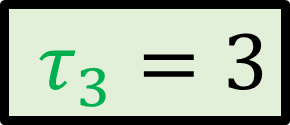 τ₃ = 3